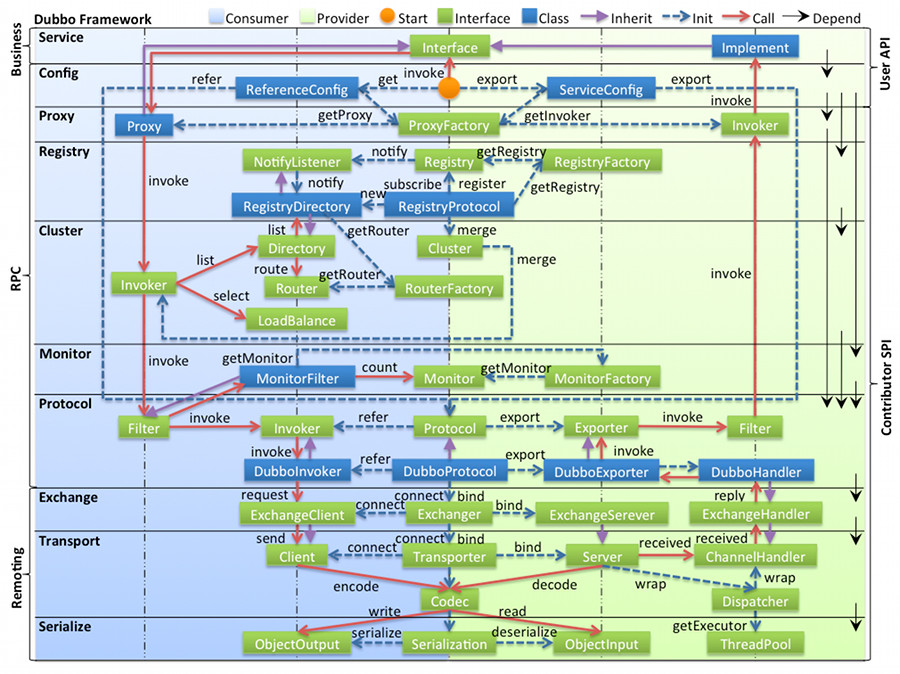 Dubbo Framework
Consumer
Provider
Start
Interface
Class
Inherit
Init
Call
Depend
Business
RPC
Remoting
User API
Contributor SPI
Service
Interface
Implement
Config
invoke
refer
ReferenceConfig
get
export
ServiceConfig
export
invoke
Proxy
Proxy
getProxy
ProxyFactory
getInvoker
Invoker
Registry
NotifyListener
notify
Registry
getRegistry
RegistryFactory
invoke
notify
new
subscribe
register
getRegistry
RegistryDirectory
RegistryProtocol
Cluster
list
getRouter
merge
Directory
Cluster
list
merge
route
getRouter
invoke
Invoker
Router
RouterFactory
select
LoadBalance
Monitor
invoke
getMonitor
MonitorFilter
count
Monitor
getMonitor
MonitorFactory
Protocol
Filter
invoke
Invoker
refer
Protocol
export
Exporter
invoke
Filter
invoke
refer
export
invoke
DubboInvoker
DubboProtocol
DubboExporter
DubboHandler
Exchange
request
connect
bind
reply
ExchangeClient
connect
Exchanger
bind
ExchangeSerever
ExchangeHandler
Transport
send
connect
bind
received
received
Client
connect
Transporter
bind
Server
ChannelHandler
encode
decode
wrap
wrap
Codec
Dispatcher
Serialize
write
read
getExecutor
ObjectOutput
serialize
Serialization
deserialize
ObjectInput
ThreadPool